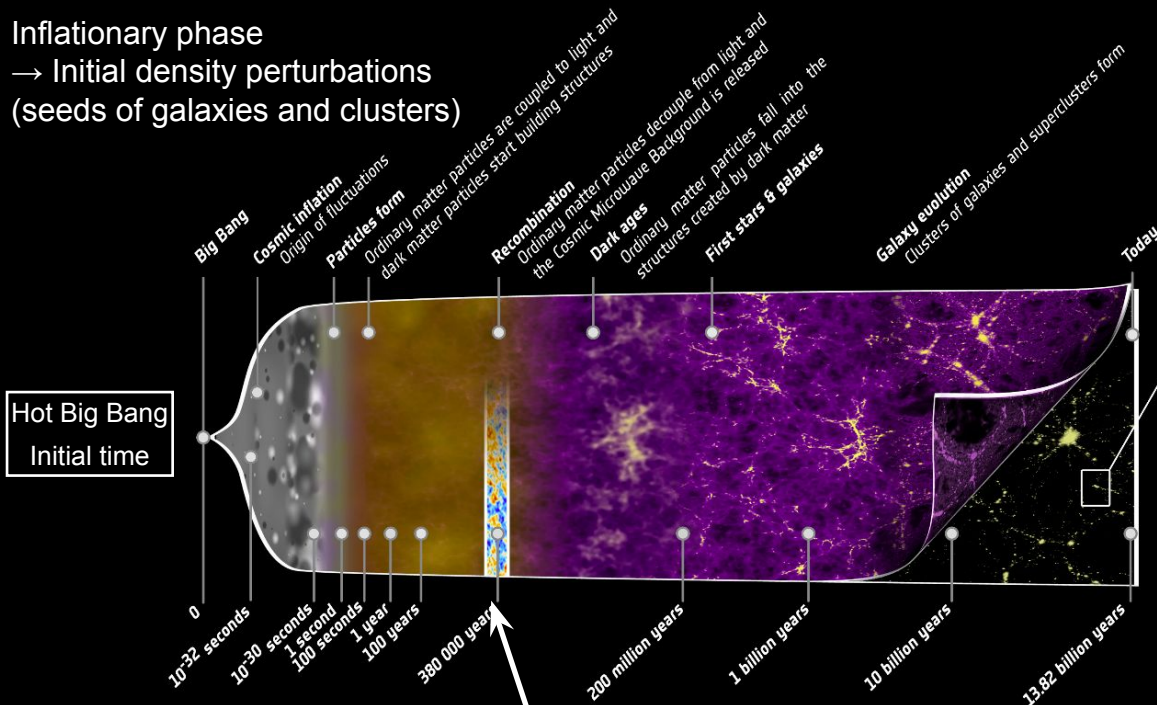 Inflationary phase
→ Initial density perturbations
(seeds of galaxies and clusters)
Big Bang
Cosmic inflation
Origin of fluctuations
Particles form
Ordinary matter particles are coupled to light and
dark matter particles start building structures
Recombination
Ordinary matter particles decouple from light and
the Cosmic Microwave Background is released
Dark ages
Ordinary matter particles fall into the
structures created by dark matter
First stars & galaxies
Galaxy evolution
Clusters of galaxies and superclusters form
Today
Hot Big Bang
Initial time
0
10-32 seconds
10-30 seconds
1 second
100 seconds
1 year
100 years
380 000 years
200 million years
1 billion years
10 billion years
13.82 billion years